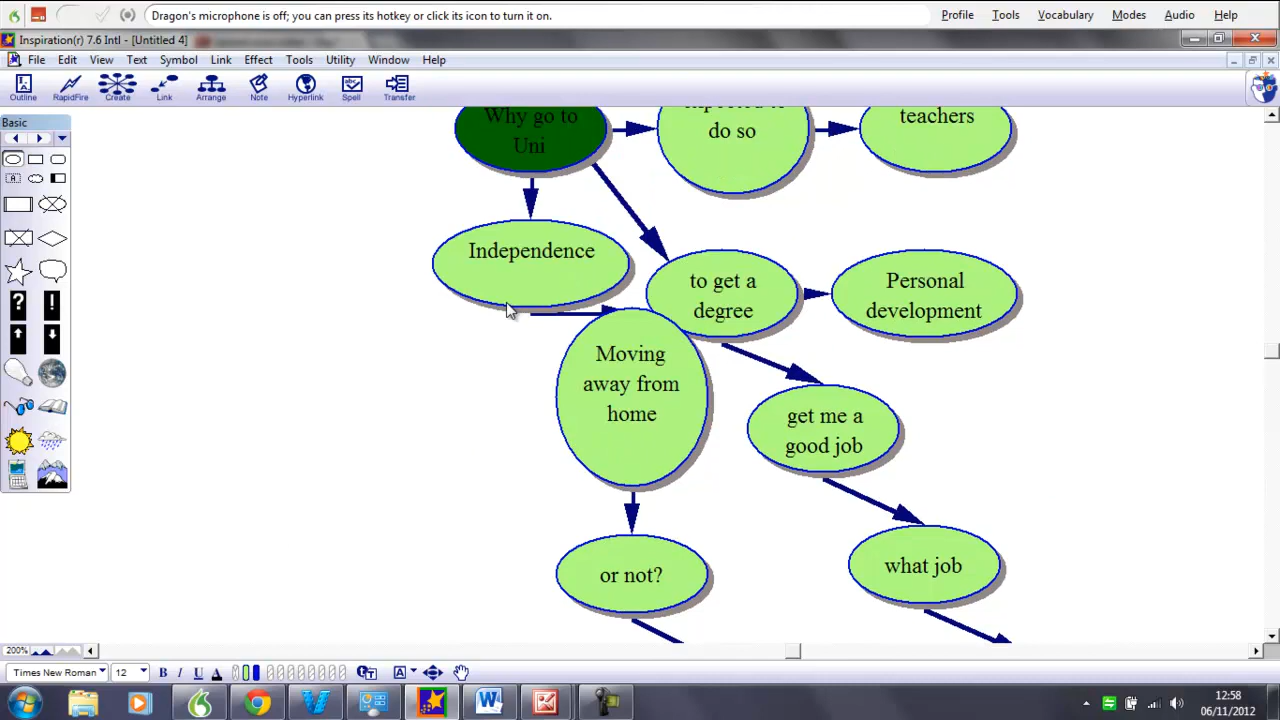 Dragon's microphone is off; you can press its hotkey or click its icon to turn it on.
Profile Tools Vocabulary Modes Audio Help
Inspiration(r) 7.6 Intl - [Untitled 4]
File Edit View Text Symbol Link Effect Tools Utility Window Help
Outline RapidFire Create Link Arrange Note Hyperlink Spell Transfer
Basic
Why go to
Uni
do so
teachers
Independence
to get a
degree
Personal
development
Moving
away from
home
get me a
good job
or not?
what job
200%
Times New Roman 12 B I U A A
12:58
06/11/2012